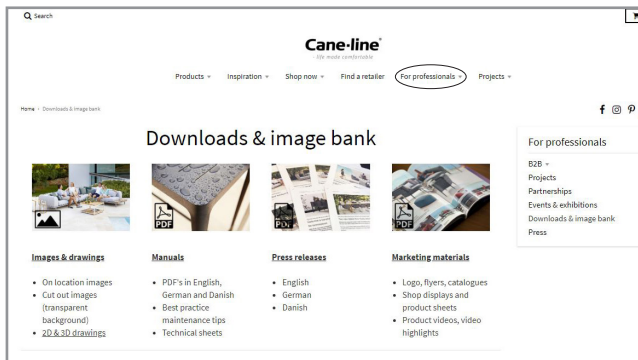 Search
Cane-line®
- life made comfortable
Products Inspiration Shop now Find a retailer For professionals Projects
Home › Downloads & image bank
Downloads & image bank
For professionals
B2B
Projects
Partnerships
Events & exhibitions
Downloads & image bank
Press
PDF
PDF
PDF
Images & drawings
• On location images
• Cut out images
(transparent
background)
• 2D & 3D drawings
Manuals
• PDF's in English,
German and Danish
• Best practice
maintenance tips
• Technical sheets
Press releases
• English
• German
• Danish
Marketing materials
• Logo, flyers, catalogues
• Shop displays and
product sheets
• Product videos, video
highlights